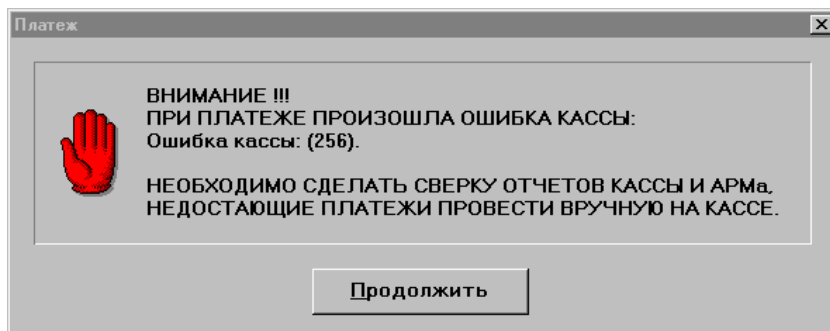 Платеж
ВНИМАНИЕ !!!
ПРИ ПЛАТЕЖЕ ПРОИЗОШЛА ОШИБКА КАССЫ:
Ошибка кассы: (256).
НЕОБХОДИМО СДЕЛАТЬ СВЕРКУ ОТЧЕТОВ КАССЫ И АРМа,
НЕДОСТАЮЩИЕ ПЛАТЕЖИ ПРОВЕСТИ ВРУЧНУЮ НА КАССЕ.
Продолжить